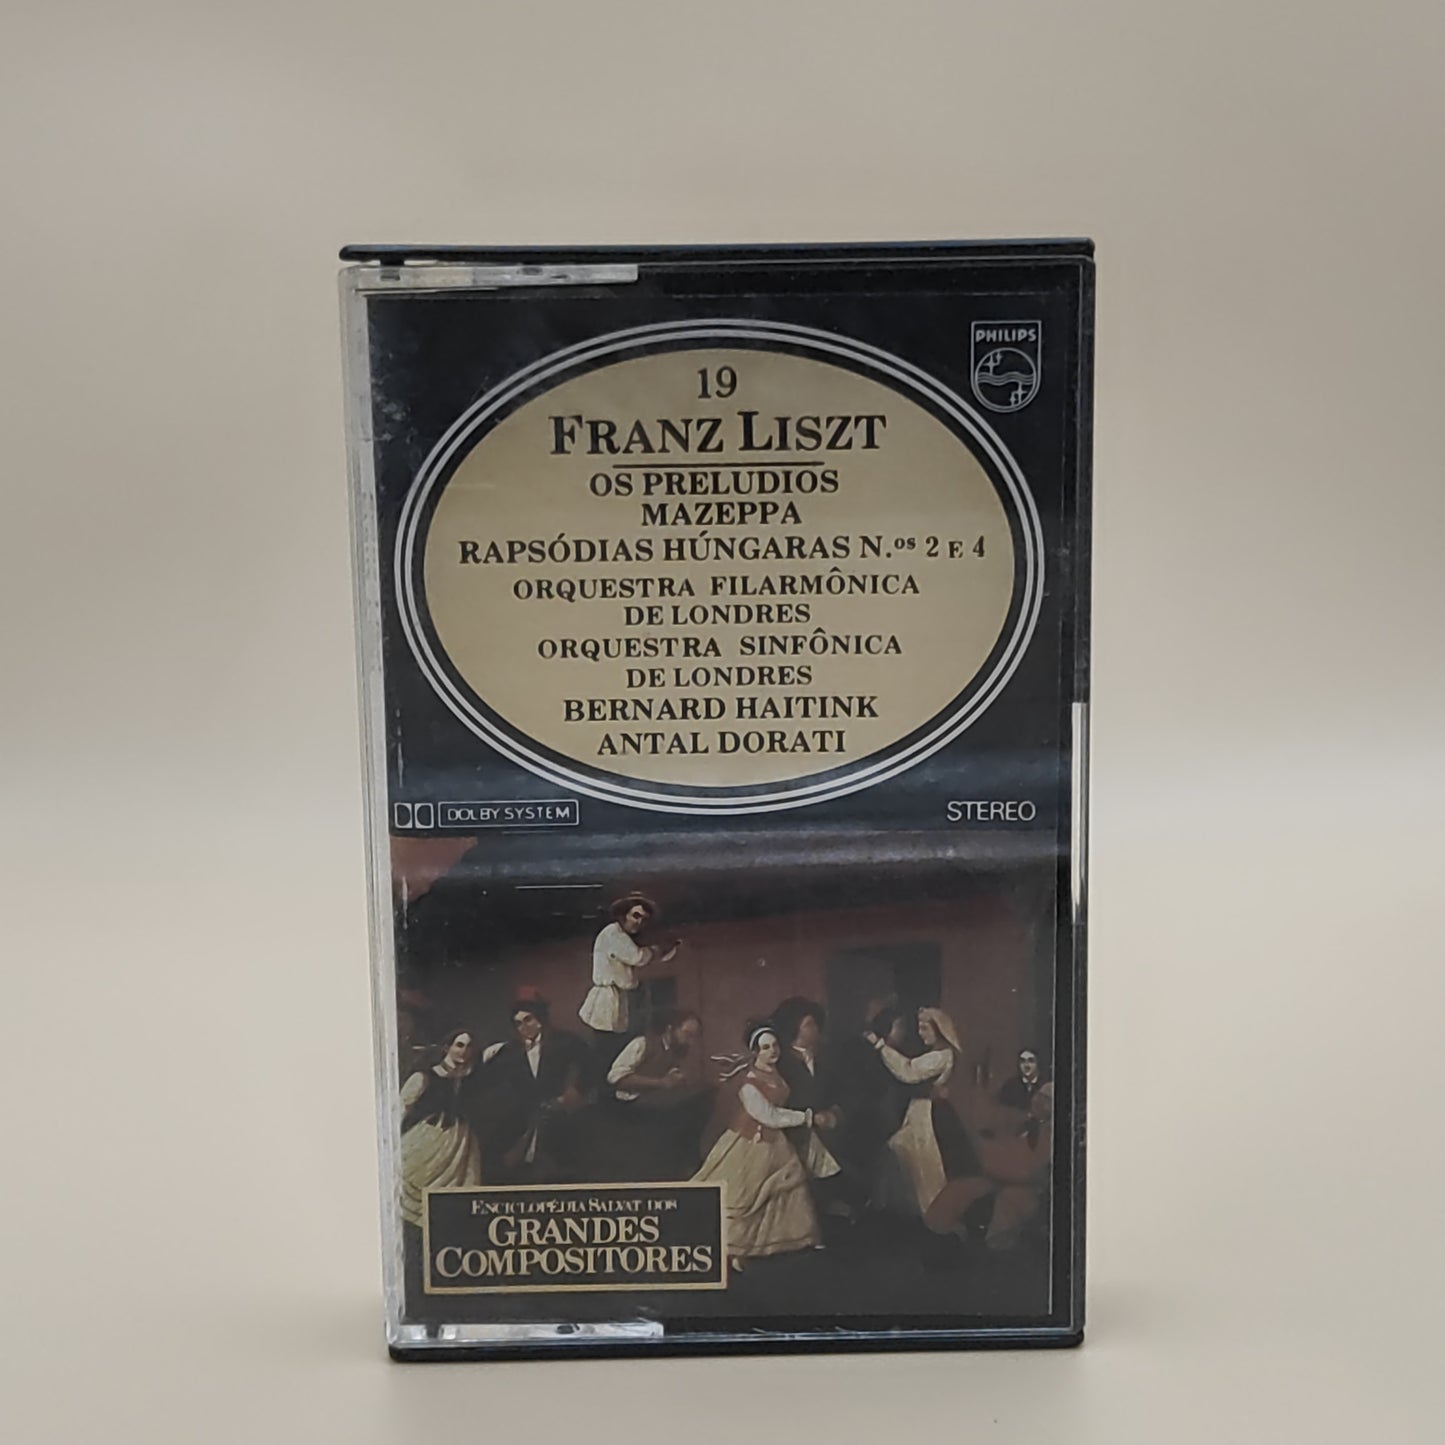 PHILIPS
19
FRANZ LISZT
OS PRELUDIOS
MAZEPPA
RAPSÓDIAS HÚNGARAS N.os 2 E 4
ORQUESTRA FILARMÔNICA
DE LONDRES
ORQUESTRA SINFÔNICA
DE LONDRES
BERNARD HAITINK
ANTAL DORATI
DOLBY SYSTEM
STEREO
ENCICLOPÉDIA SALVAT DOS
GRANDES
COMPOSITORES